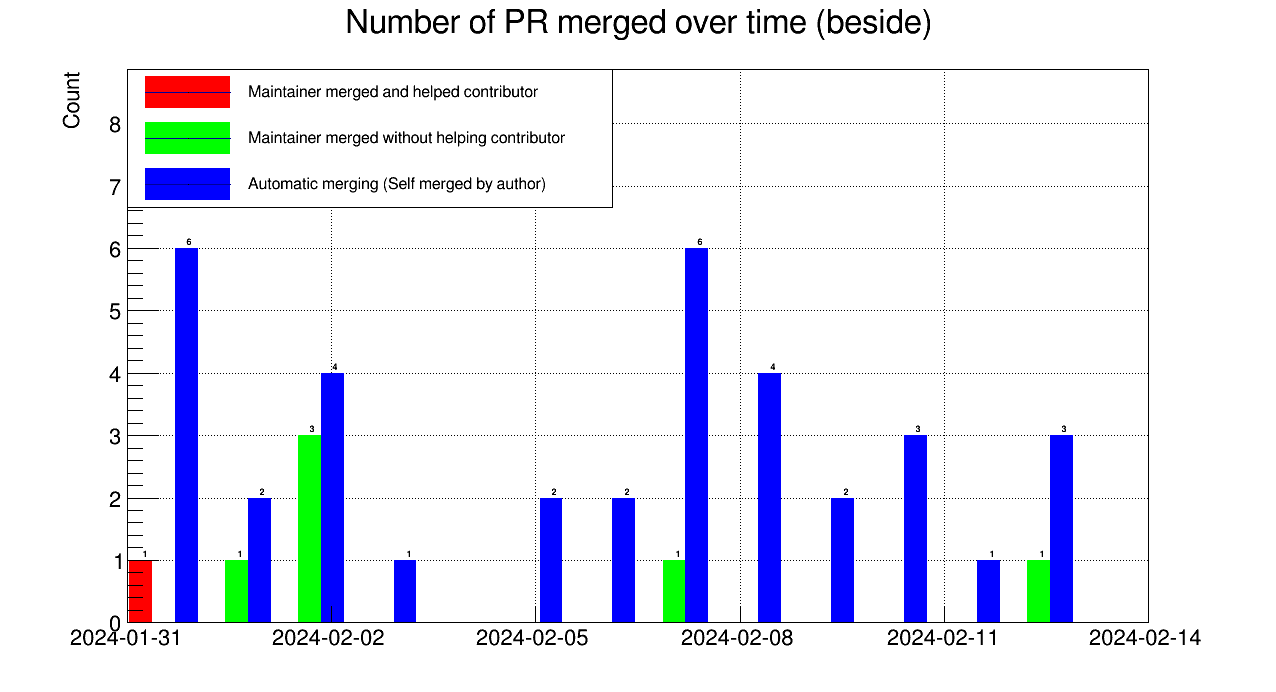 Number of PR merged over time (beside)
Count
Maintainer merged and helped contributor
Maintainer merged without helping contributor
Automatic merging (Self merged by author)
8
7
6
5
4
3
2
1
0
1 6 1 2 3 4 1 2 2 1 6 4 2 3 1 1 3
2024-01-31 2024-02-02 2024-02-05 2024-02-08 2024-02-11 2024-02-14